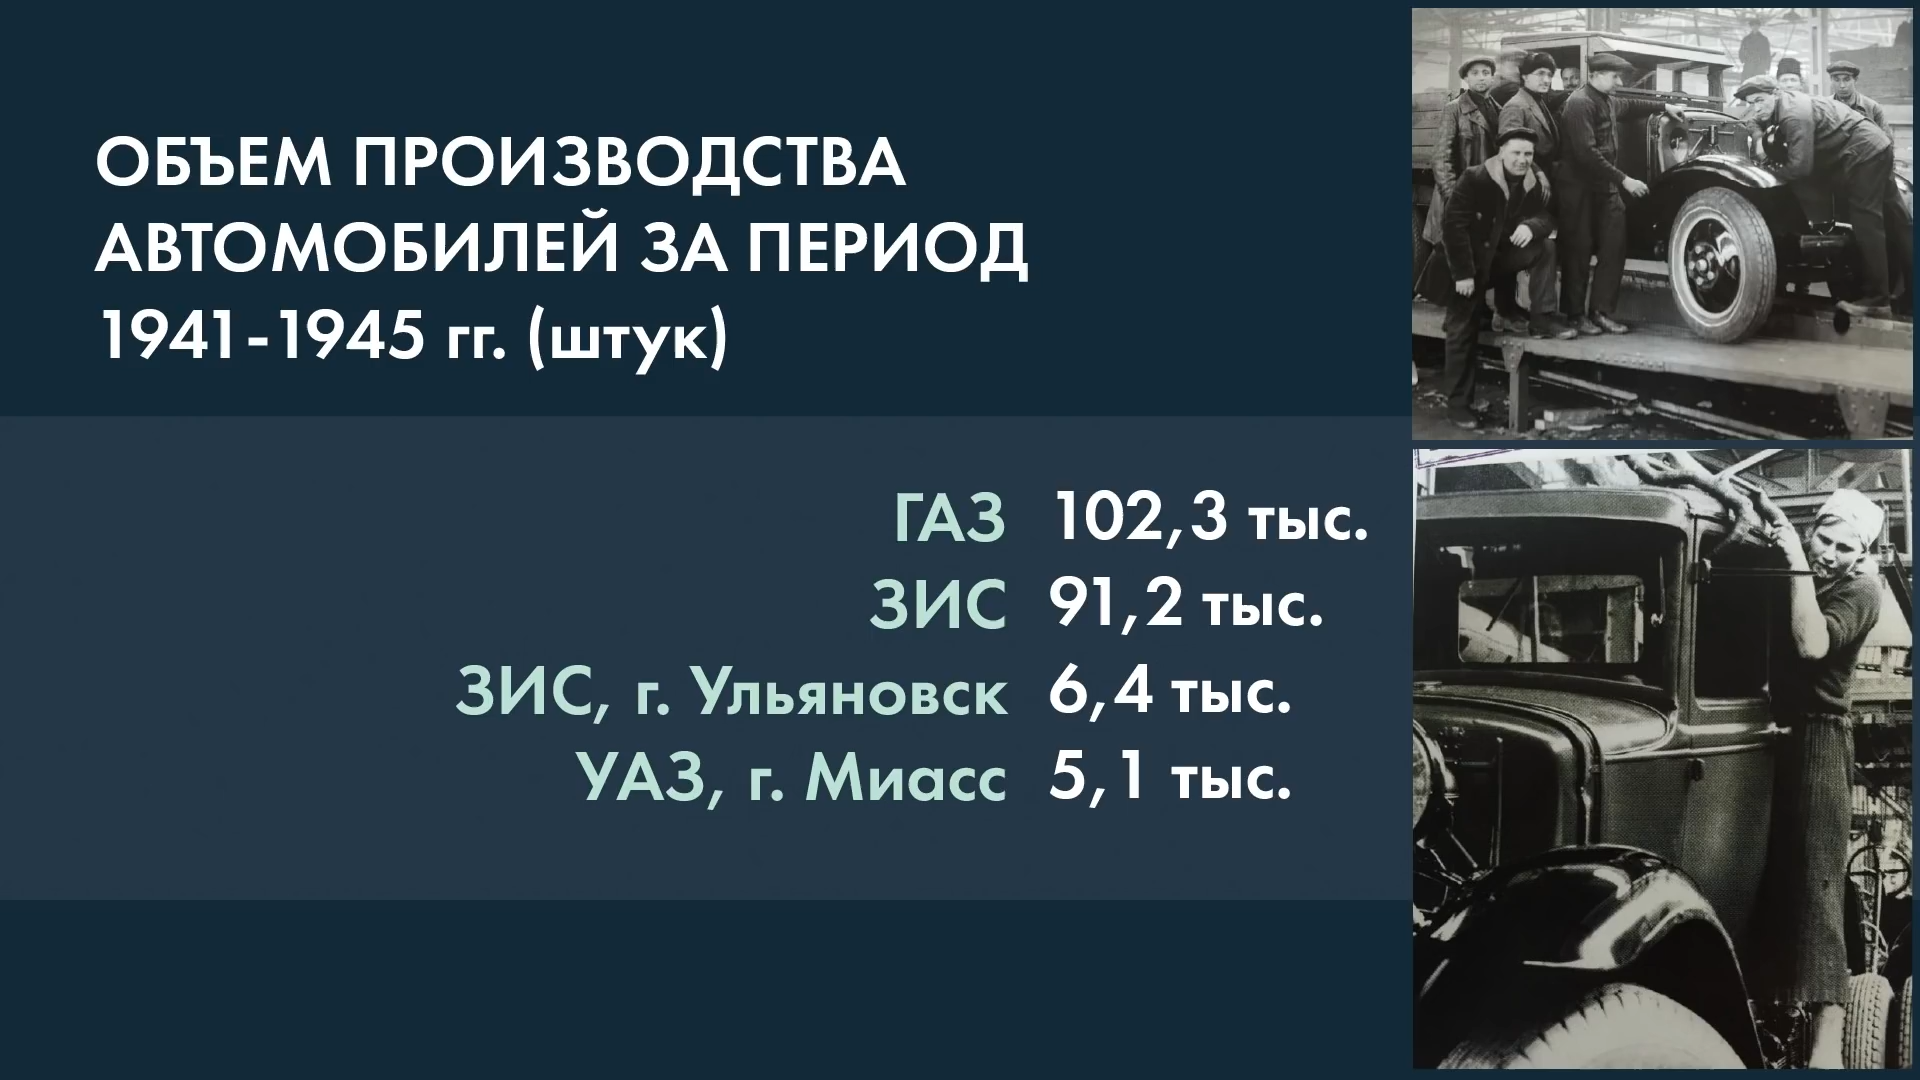 ОБЪЕМ ПРОИЗВОДСТВА
АВТОМОБИЛЕЙ ЗА ПЕРИОД
1941-1945 гг. (штук)
ГАЗ 102,3 тыс.
ЗИС 91,2 тыс.
ЗИС, г. Ульяновск 6,4 тыс.
УАЗ, г. Миасс 5,1 тыс.